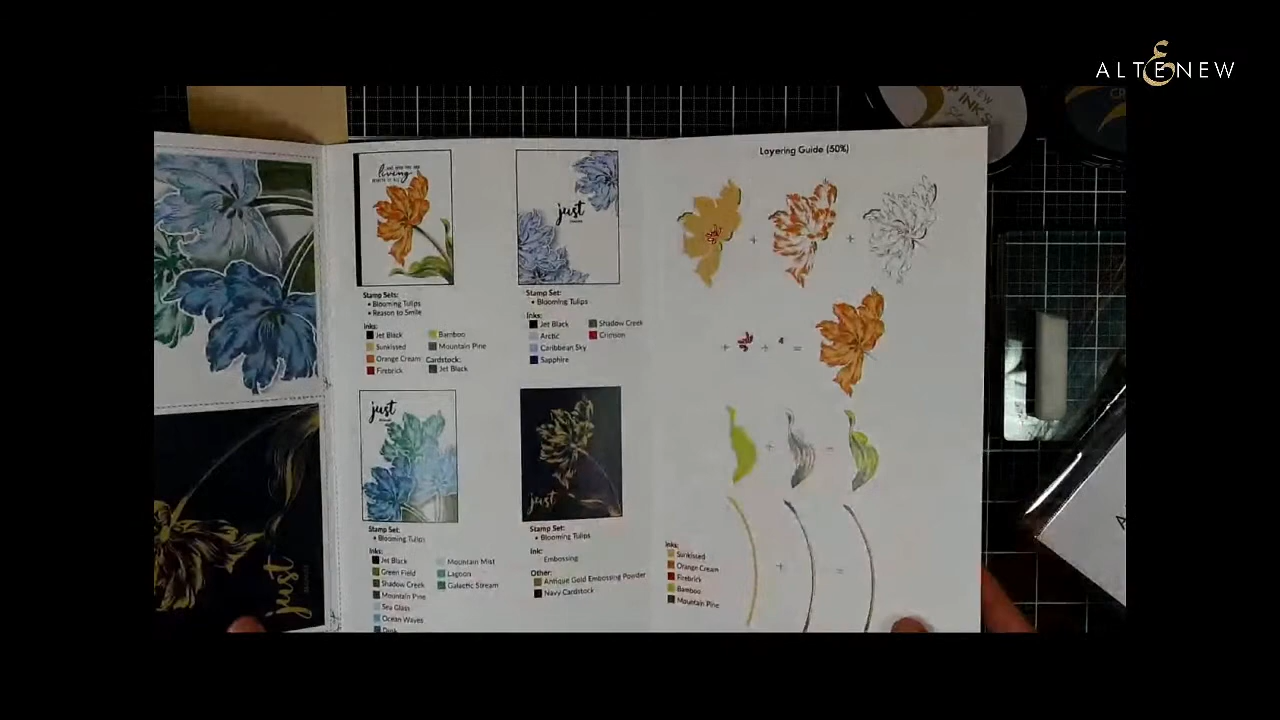 ALTENEW
P INKS
CR
Layering Guide (50%)
living
just
Stamp Sets:
• Blooming Tulips
• Reason to Smile
Inks:
Jet Black
Sunkissed
Orange Cream
Firebrick
Bamboo
Mountain Pine
Cardstock:
Jet Black
Stamp Set:
• Blooming Tulips
Inks:
Jet Black
Arctic
Caribbean Sky
Sapphire
Shadow Creek
Crimson
+ + 
+ + =
just
just
Stamp Set:
• Blooming Tulips
Inks:
Jet Black
Green Field
Shadow Creek
Mountain Pine
Sea Glass
Ocean Waves
Dusk
Mountain Mist
Lagoon
Galactic Stream
Stamp Set:
• Blooming Tulips
Ink:
Embossing
Other:
Antique Gold Embossing Powder
Navy Cardstock
+ =
+ =
Inks:
Sunkissed
Orange Cream
Firebrick
Bamboo
Mountain Pine
just